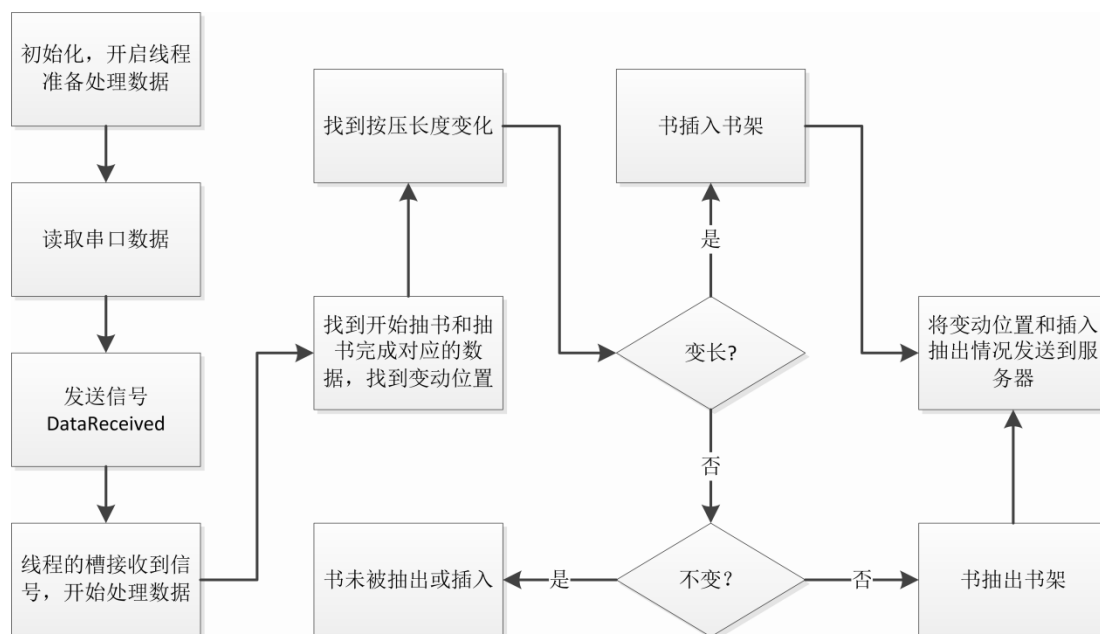 初始化，开启线程
准备处理数据
读取串口数据
发送信号
DataReceived
线程的槽接收到信
号，开始处理数据
找到开始抽书和抽
书完成对应的数
据，找到变动位置
找到按压长度变化
变长?
是
书插入书架
否
不变?
是
书未被抽出或插入
否
书抽出书架
将变动位置和插入
抽出情况发送到服
务器